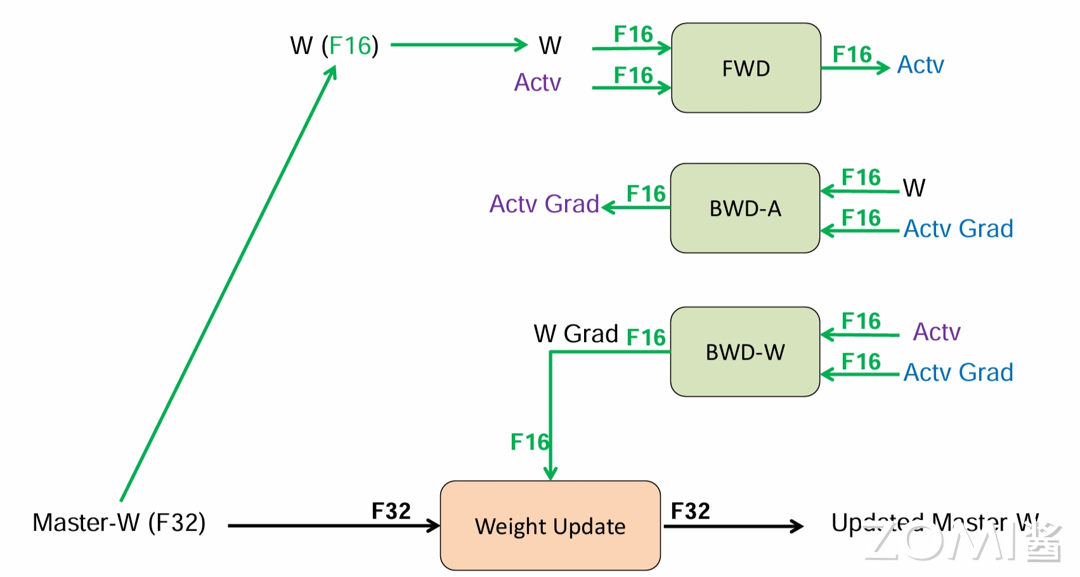 W (F16)
W
F16
Actv
F16
FWD
F16
Actv
Actv Grad
F16
BWD-A
F16
W
F16
Actv Grad
W Grad
F16
BWD-W
F16
Actv
F16
Actv Grad
F16
Master-W (F32)
F32
Weight Update
F32
Updated Master W
ZOMI酱